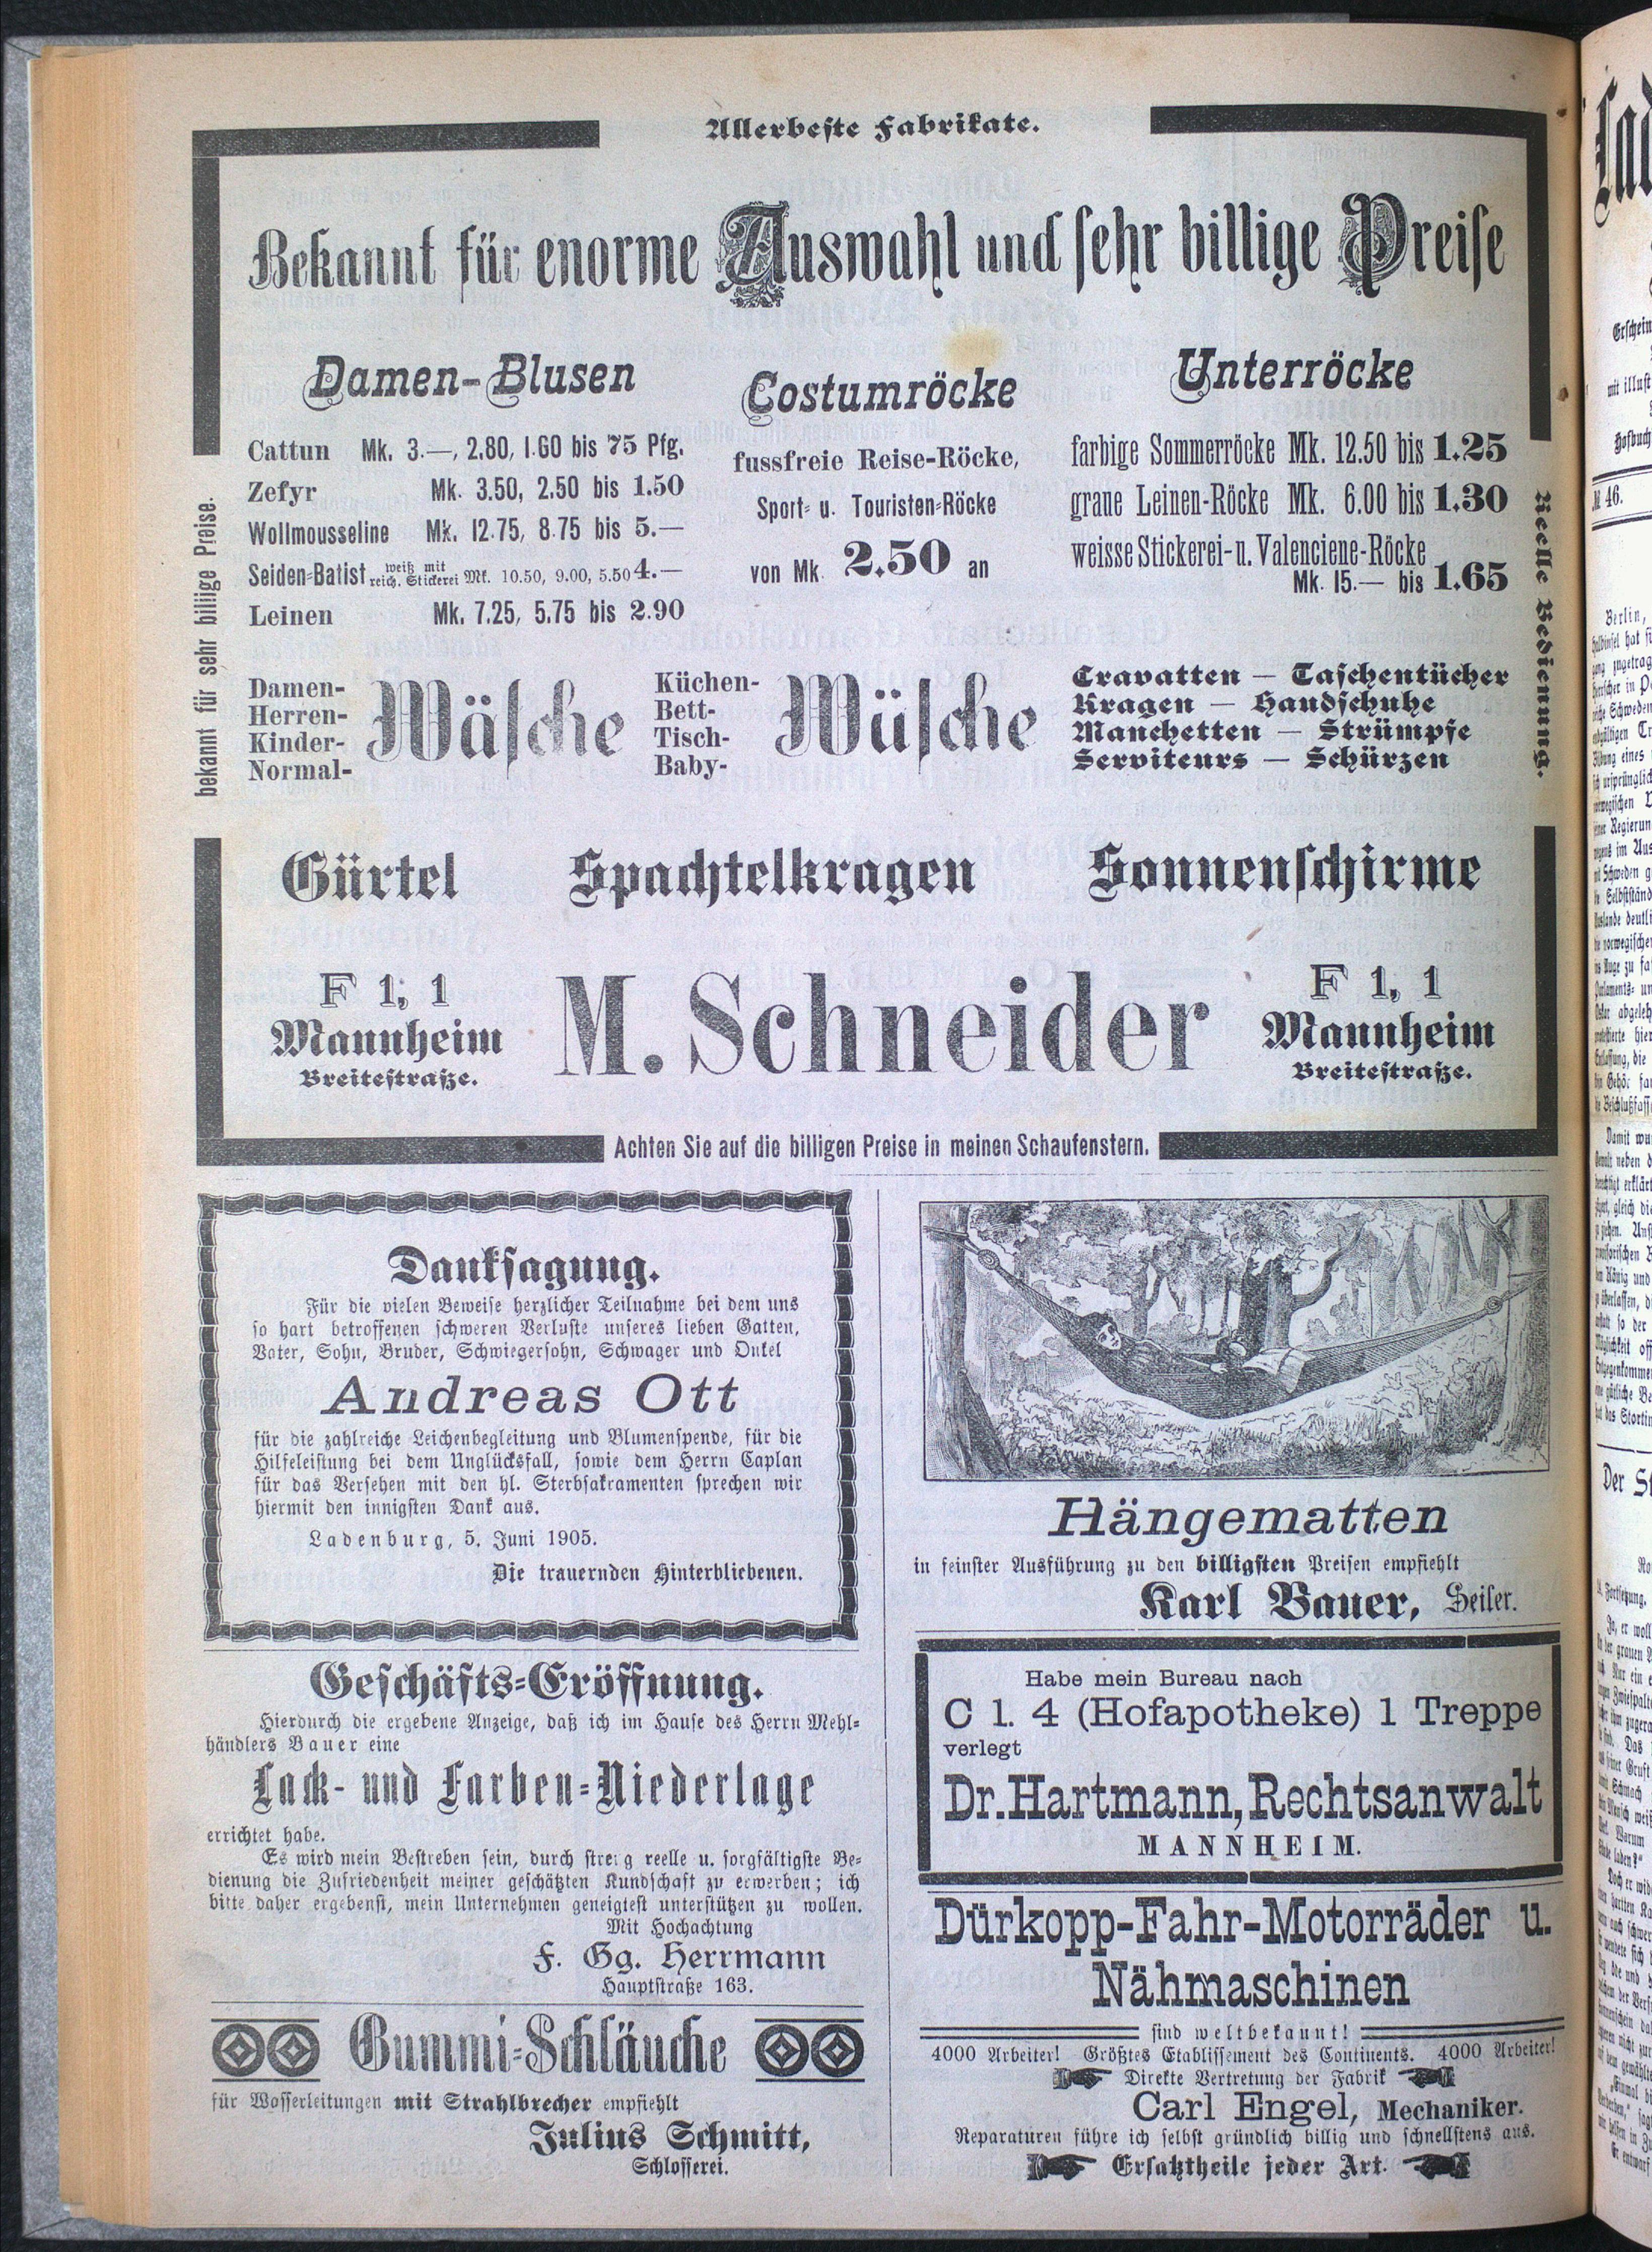 Allerbeste Fabrikate.
Bekannt für enorme Auswahl und sehr billige Preise
bekannt für sehr billige Preise.
Reelle Bedienung.
Damen-Blusen
Cattun Mk. 3.—, 2.80, 1.60 bis 75 Pfg.
Zefyr Mk. 3.50, 2.50 bis 1.50
Wollmousseline Mk. 12.75, 8.75 bis 5.—
Seiden-Batist weiß mit reich. Stickerei Mk. 10.50, 9.00, 5.50 4.—
Leinen Mk. 7.25, 5.75 bis 2.90
Costumröcke
fussfreie Reise-Röcke,
Sport- u. Touristen-Röcke
von Mk. 2.50 an
Unterröcke
farbige Sommerröcke Mk. 12.50 bis 1.25
graue Leinen-Röcke Mk. 6.00 bis 1.30
weisse Stickerei- u. Valenciene-Röcke
Mk. 15.— bis 1.65
Damen-
Herren-
Kinder-
Normal-
Wäsche
Küchen-
Bett-
Tisch-
Baby-
Wäsche
Cravatten — Taschentücher
Kragen — Handschuhe
Manchetten — Strümpfe
Serviteurs — Schürzen
Gürtel Spachtelkragen Sonnenschirme
F 1, 1
Mannheim
Breitestraße.
M. Schneider
F 1, 1
Mannheim
Breitestraße.
Achten Sie auf die billigen Preise in meinen Schaufenstern.
Danksagung.
Für die vielen Beweise herzlicher Teilnahme bei dem uns
so hart betroffenen schweren Verluste unseres lieben Gatten,
Vater, Sohn, Bruder, Schwiegersohn, Schwager und Onkel
Andreas Ott
für die zahlreiche Leichenbegleitung und Blumenspende, für die
Hilfeleistung bei dem Unglücksfall, sowie dem Herrn Caplan
für das Versehen mit den hl. Sterbsakramenten sprechen wir
hiermit den innigsten Dank aus.
Ladenburg, 5. Juni 1905.
Die trauernden Hinterbliebenen.
Geschäfts-Eröffnung.
Hierdurch die ergebene Anzeige, daß ich im Hause des Herrn Mehl-
händlers Bauer eine
Lack- und Farben-Niederlage
errichtet habe.
Es wird mein Bestreben sein, durch streng reelle u. sorgfältigste Be-
dienung die Zufriedenheit meiner geschätzten Kundschaft zu erwerben; ich
bitte daher ergebenst, mein Unternehmen geneigtest unterstützen zu wollen.
Mit Hochachtung
F. Gg. Herrmann
Hauptstraße 163.
Gummi-Schläuche
für Wasserleitungen mit Strahlbrecher empfiehlt
Julius Schmitt,
Schlosserei.
Hängematten
in feinster Ausführung zu den billigsten Preisen empfiehlt
Karl Bauer, Seiler.
Habe mein Bureau nach
C 1. 4 (Hofapotheke) 1 Treppe
verlegt
Dr. Hartmann, Rechtsanwalt
MANNHEIM.
Dürkopp-Fahr-Motorräder u.
Nähmaschinen
sind weltbekannt!
4000 Arbeiter! Größtes Etablissement des Continents. 4000 Arbeiter!
Direkte Vertretung der Fabrik
Carl Engel, Mechaniker.
Reparaturen führe ich selbst gründlich billig und schnellstens aus.
Ersatztheile jeder Art.
№ 46.
Berlin,